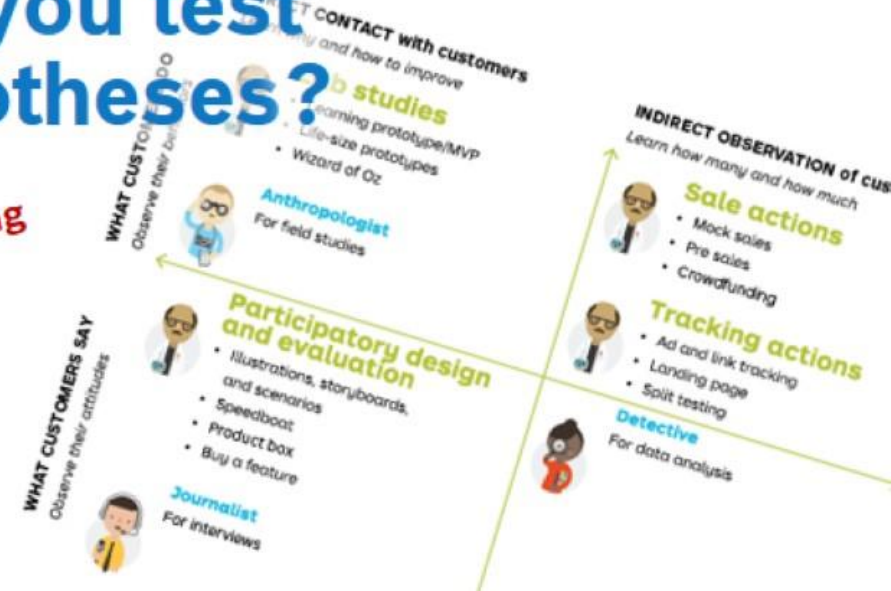 you test
otheses?
CONTACT with customers
and how to improve
studies
Learning prototype/MVP
Life-size prototypes
Wizard of Oz
WHAT
Observe their
Anthropologist
For field studies
INDIRECT OBSERVATION of
Learn how many and how much
Sale actions
Mock sales
Pre sales
Crowdfunding
Tracking actions
Ad and link tracking
Landing page
Split testing
Detective
For data analysis
WHAT CUSTOMERS SAY
Observe their attitudes
Participatory design
and evaluation
Illustrations, storyboards,
and scenarios
Speedboat
Product box
Buy a feature
Journalist
For interviews